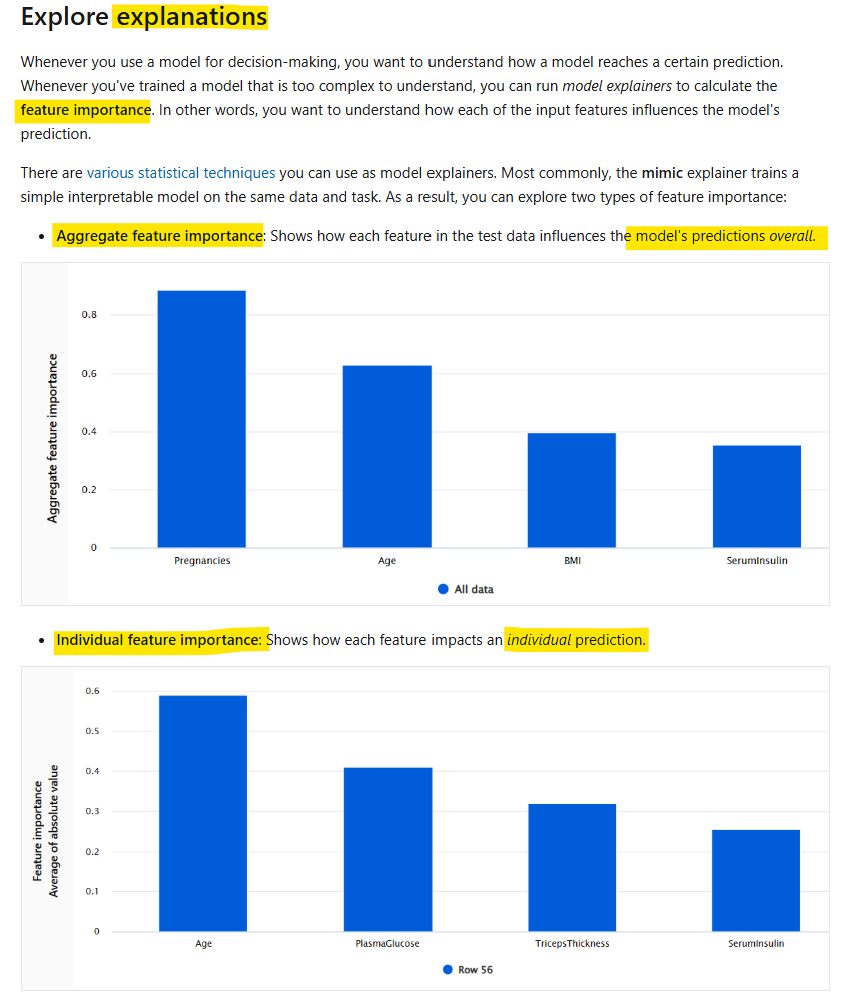 Explore explanations
Whenever you use a model for decision-making, you want to understand how a model reaches a certain prediction.
Whenever you've trained a model that is too complex to understand, you can run model explainers to calculate the
feature importance. In other words, you want to understand how each of the input features influences the model's
prediction.
There are various statistical techniques you can use as model explainers. Most commonly, the mimic explainer trains a
simple interpretable model on the same data and task. As a result, you can explore two types of feature importance:
• Aggregate feature importance: Shows how each feature in the test data influences the model's predictions overall.
Aggregate feature importance
0.8
0.6
0.4
0.2
0
Pregnancies Age BMI SerumInsulin
All data
• Individual feature importance: Shows how each feature impacts an individual prediction.
Feature importance
Average of absolute value
0.6
0.5
0.4
0.3
0.2
0.1
0
Age PlasmaGlucose TricepsThickness SerumInsulin
Row 56